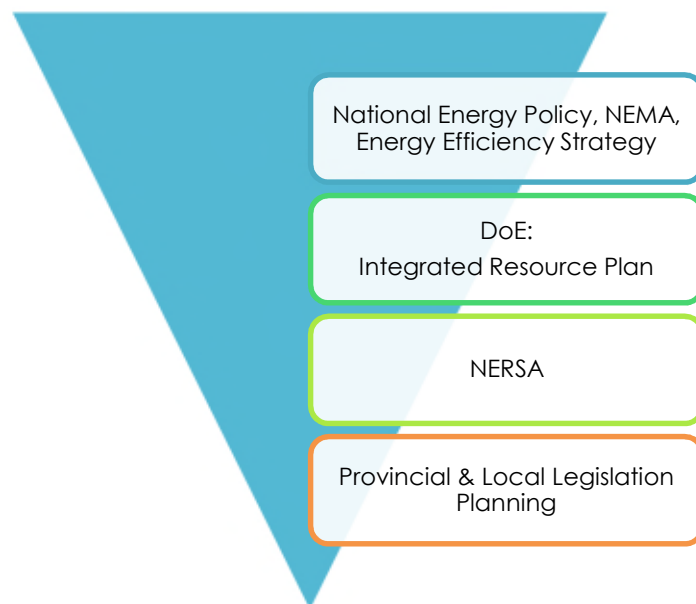 National Energy Policy, NEMA,
Energy Efficiency Strategy
DoE:
Integrated Resource Plan
NERSA
Provincial & Local Legislation
Planning